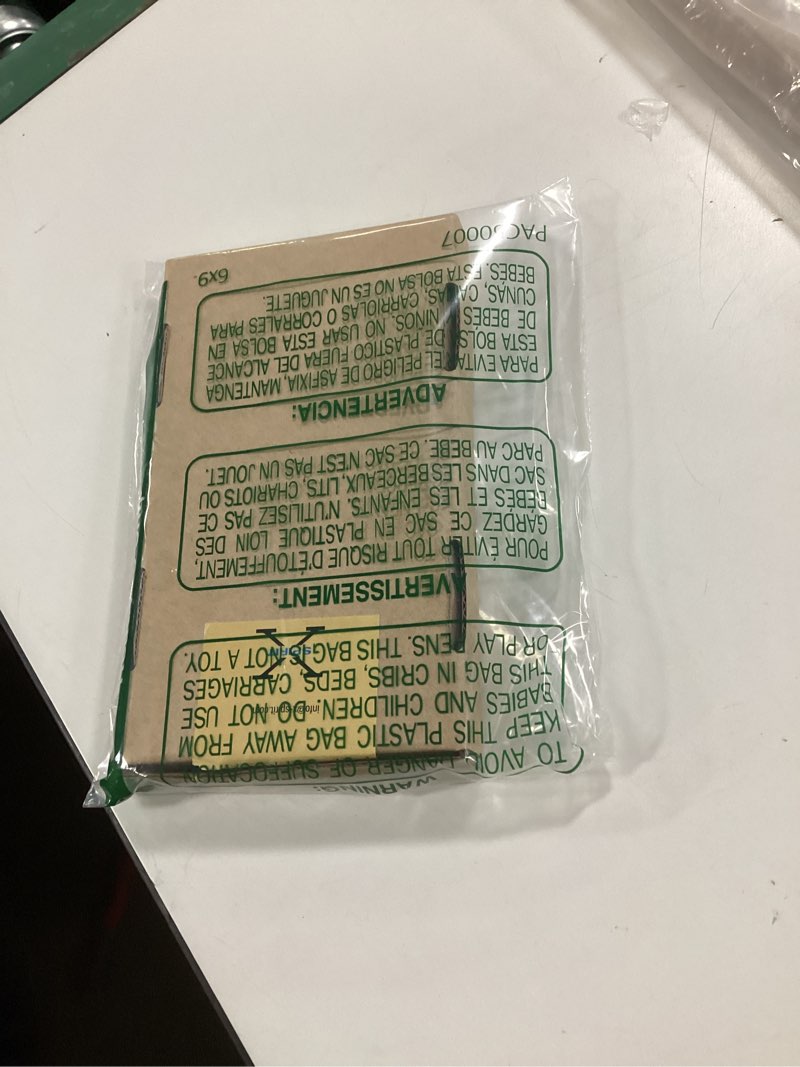 WARNING:
TO AVOID DANGER OF SUFFOCATION
KEEP THIS PLASTIC BAG AWAY FROM
BABIES AND CHILDREN. DO NOT USE
THIS BAG IN CRIBS, BEDS, CARRIAGES
OR PLAY PENS. THIS BAG IS NOT A TOY.
AVERTISSEMENT:
POUR ÉVITER TOUT RISQUE D'ÉTOUFFEMENT,
GARDEZ CE SAC EN PLASTIQUE LOIN DES
BEBES ET LES ENFANTS. N'UTILISEZ PAS CE
SAC DANS LES BERCEAUX, LITS, CHARIOTS OU
PARC AU BEBE. CE SAC N'EST PAS UN JOUET.
ADVERTENCIA:
PARA EVITAR EL PELIGRO DE ASFIXIA, MANTENGA
ESTA BOLSA DE PLASTICO FUERA DEL ALCANCE
DE BEBES Y NIÑOS. NO USAR ESTA BOLSA EN
CUNAS, CAMAS, CARRIOLAS O CORRALES PARA
BEBES. ESTA BOLSA NO ES UN JUGUETE.
PAC60007
6x9